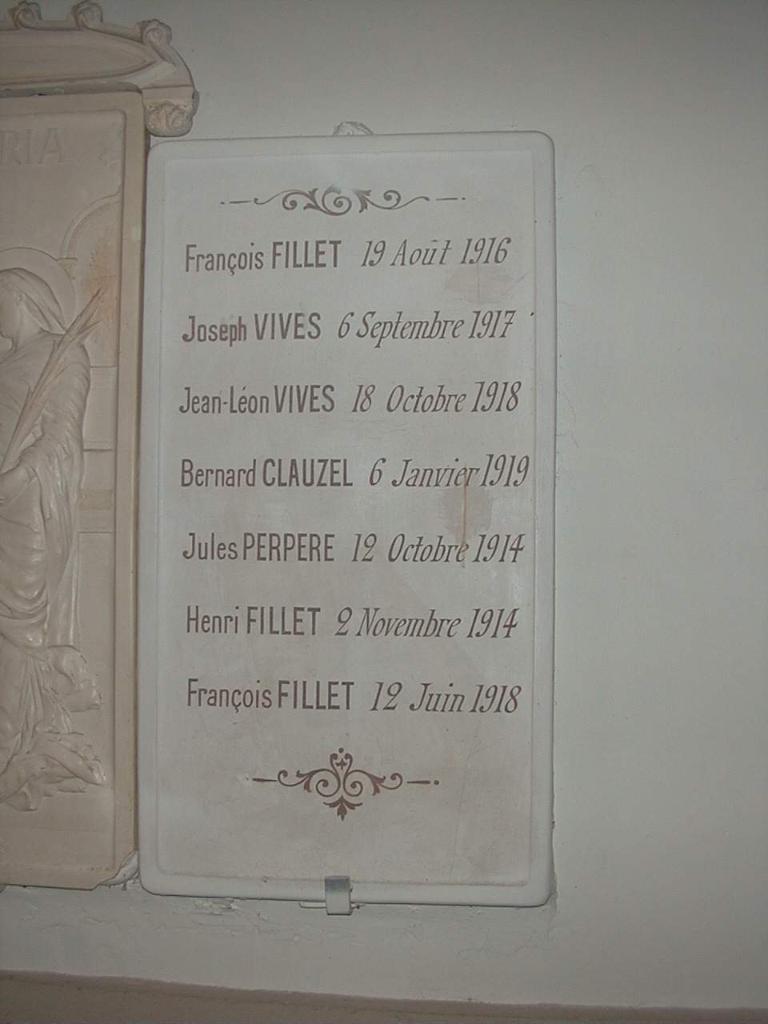 RIA
François FILLET 19 Août 1916
Joseph VIVES 6 Septembre 1917
Jean-Léon VIVES 18 Octobre 1918
Bernard CLAUZEL 6 Janvier 1919
Jules PERPERE 12 Octobre 1914
Henri FILLET 2 Novembre 1914
François FILLET 12 Juin 1918